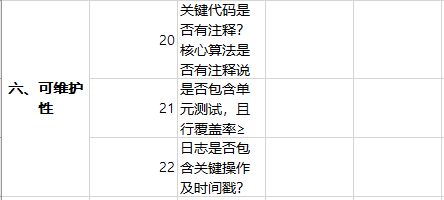 六、可维护
性
20
关键代码是
否有注释？
核心算法是
否有注释说
21
是否包含单
元测试，且
行覆盖率≥
22
日志是否包
含关键操作
及时间戳？